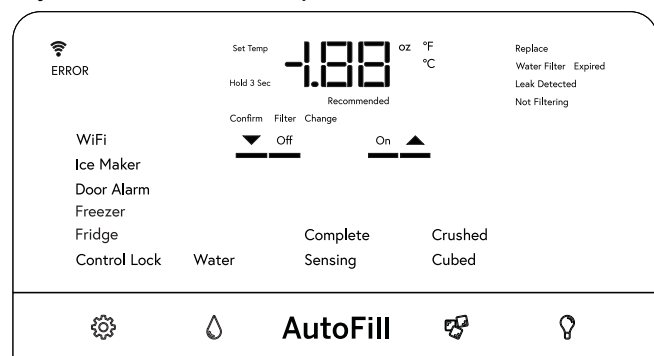 Set Temp -1.88 oz °F
°C
ERROR
Hold 3 Sec
Recommended
Replace
Water Filter Expired
Leak Detected
Not Filtering
Confirm Filter Change
Off On
WiFi
Ice Maker
Door Alarm
Freezer
Fridge
Control Lock
Water
Complete
Sensing
Crushed
Cubed
AutoFill